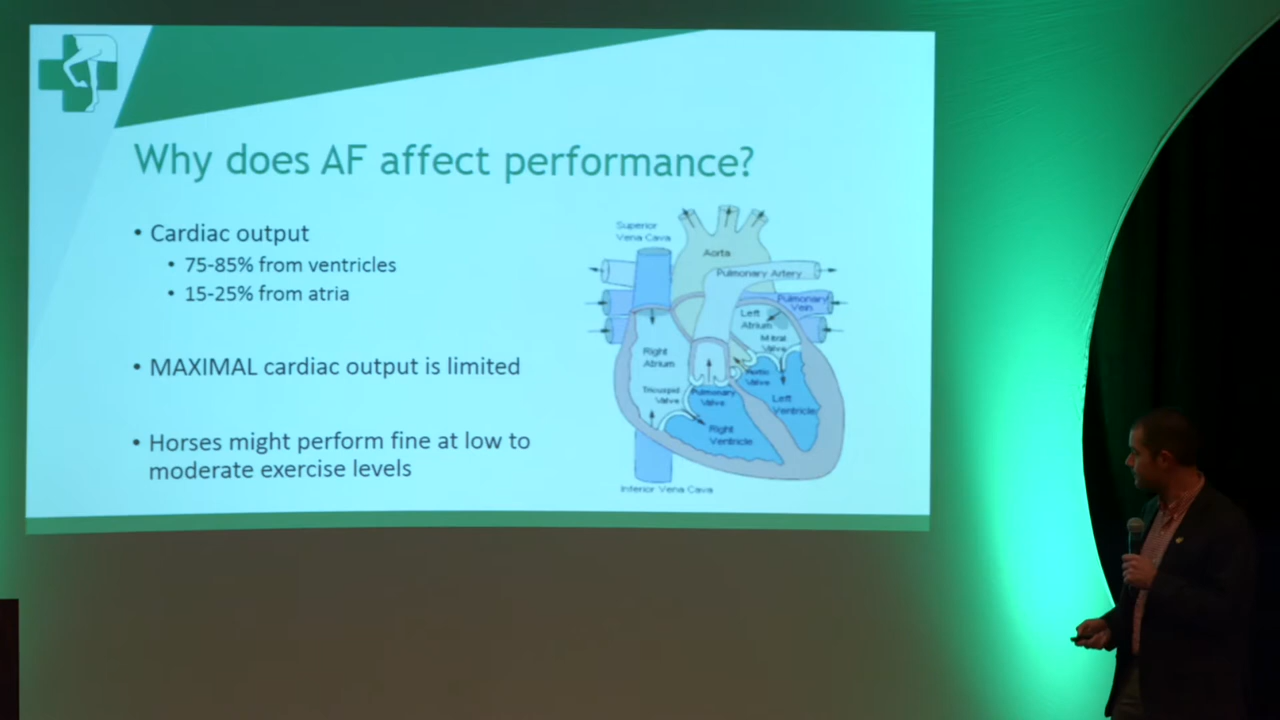 Why does AF affect performance?
• Cardiac output
• 75-85% from ventricles
• 15-25% from atria
• MAXIMAL cardiac output is limited
• Horses might perform fine at low to
moderate exercise levels
Superior
Vena Cava
Aorta
Pulmonary Artery
Pulmonary
Vein
Left
Atrium
Mitral
Valve
Right
Atrium
Aortic
Valve
Tricuspid
Valve
Pulmonary
Valve
Left
Ventricle
Right
Ventricle
Inferior Vena Cava